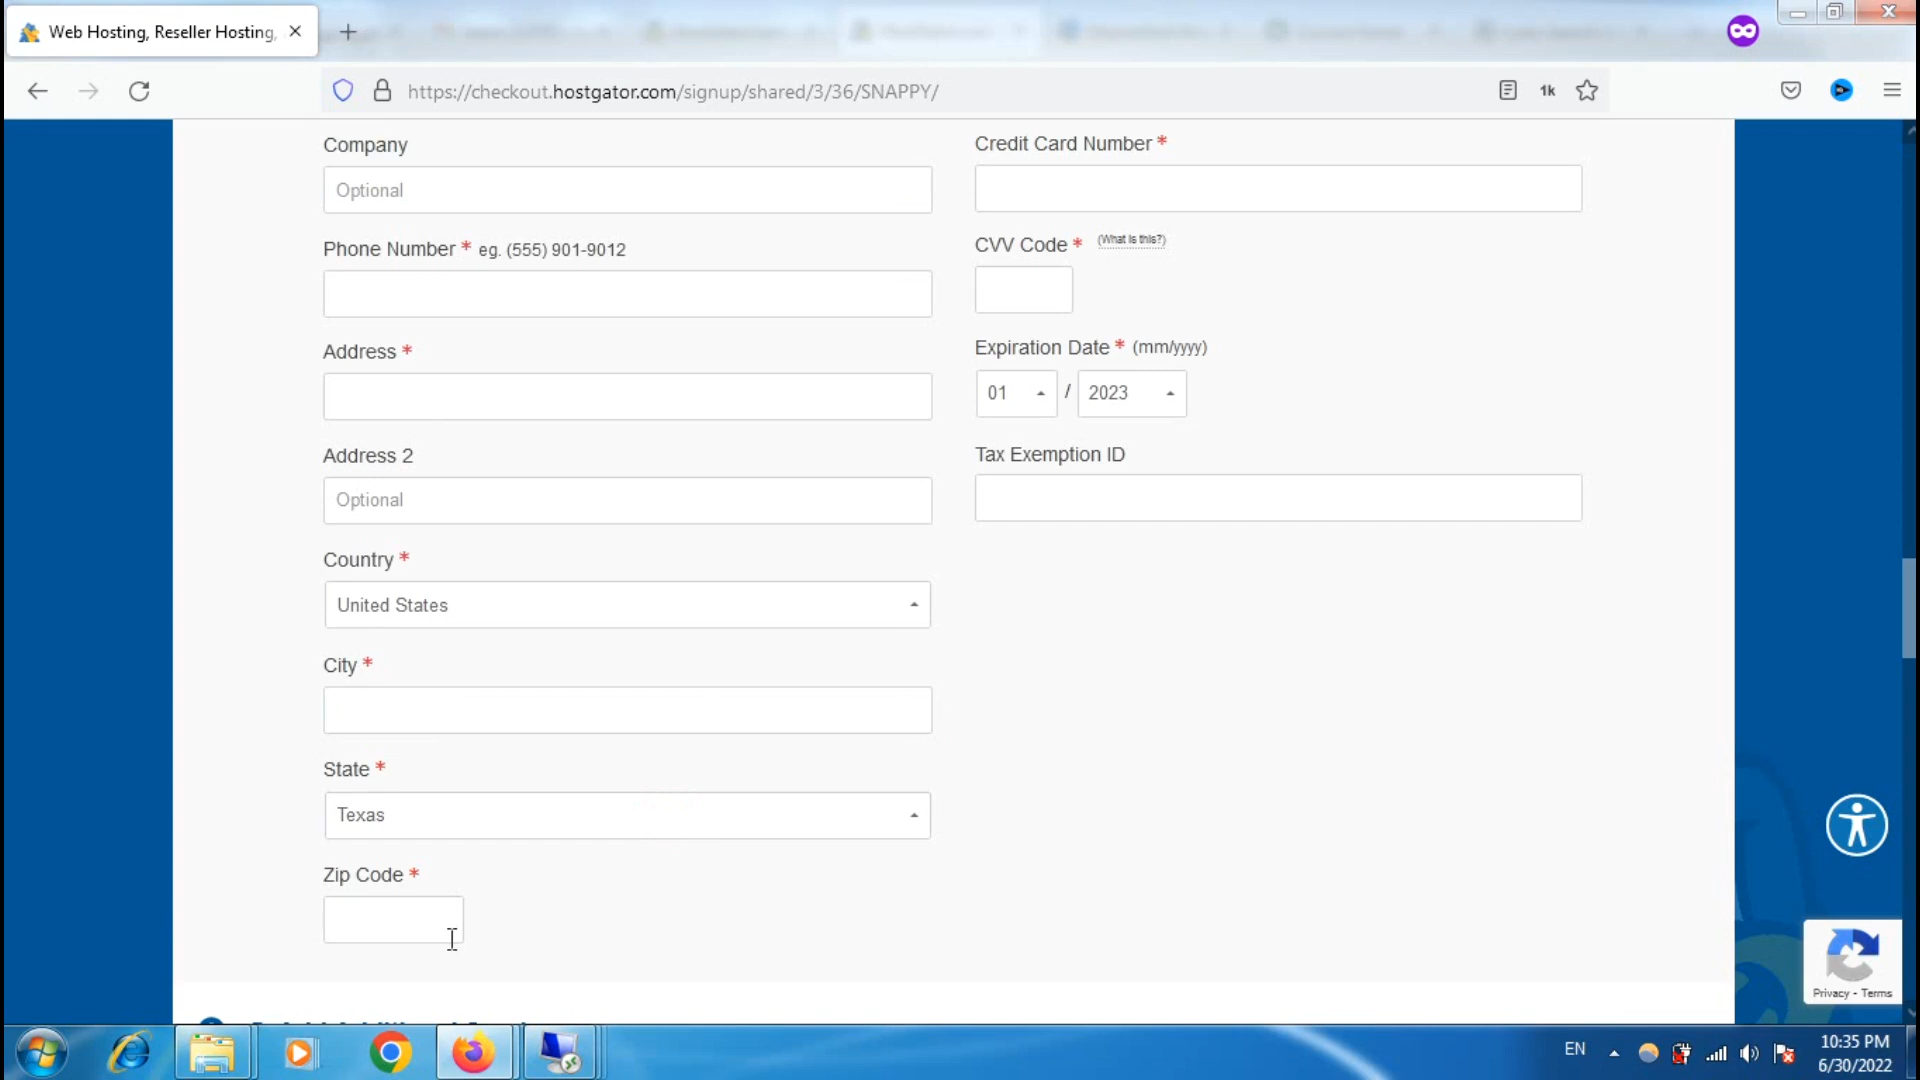 Web Hosting, Reseller Hosting,
https://checkout.hostgator.com/signup/shared/3/36/SNAPPY/
1k
Company
Optional
Phone Number * eg. (555) 901-9012
Address *
Address 2
Optional
Country *
United States
City *
State *
Texas
Zip Code *
Credit Card Number *
CVV Code * (What is this?)
Expiration Date * (mm/yyyy)
01 / 2023
Tax Exemption ID
Privacy - Terms
EN
10:35 PM
6/30/2022